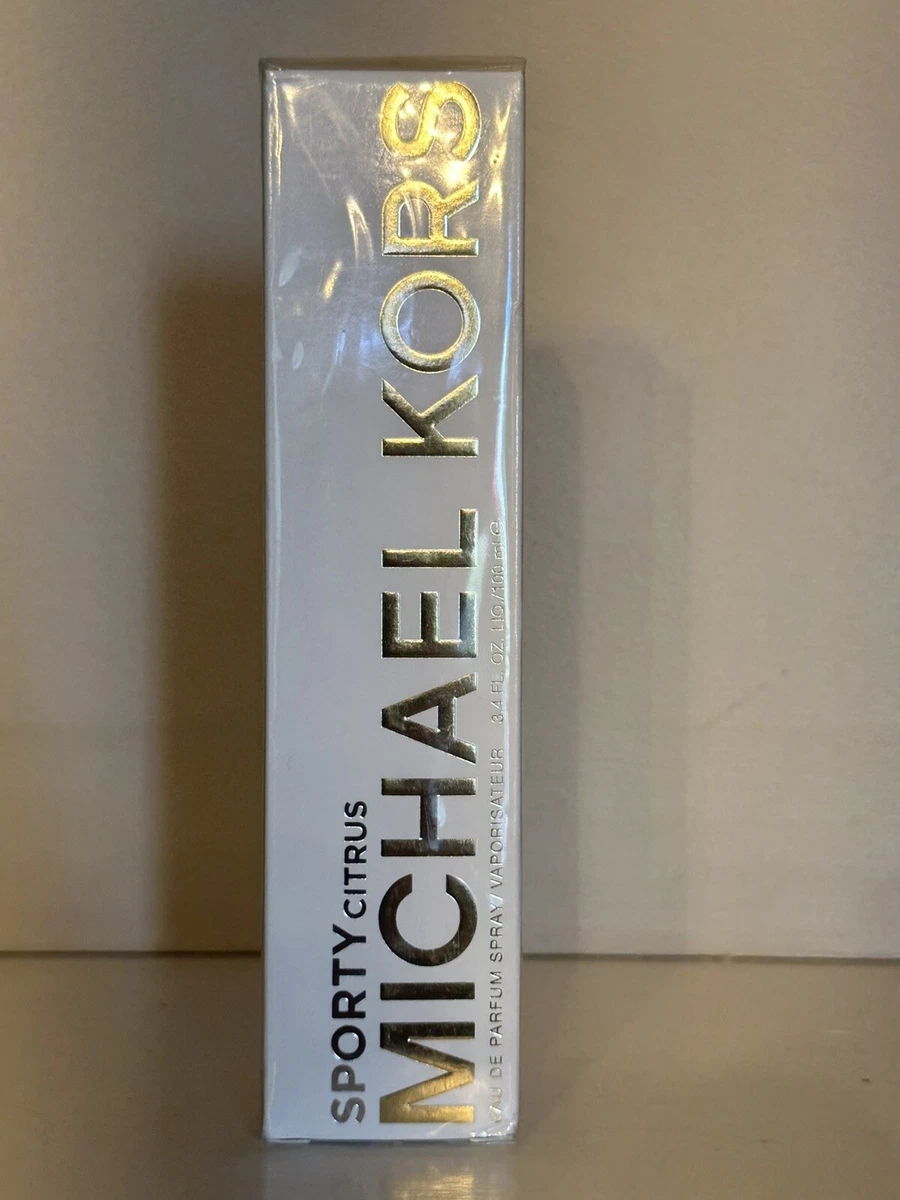 SPORTY CITRUS
MICHAEL KORS
EAU DE PARFUM SPRAY/VAPORISATEUR 3.4 FL. OZ. LIQ./100 ml ℮